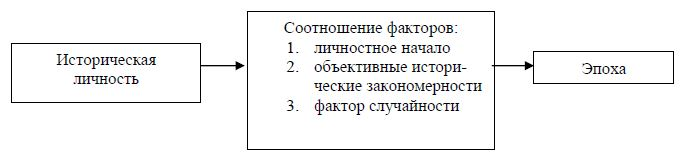 Историческая
личность
Соотношение факторов:
1. личностное начало
2. объективные истори-
ческие закономерности
3. фактор случайности
Эпоха